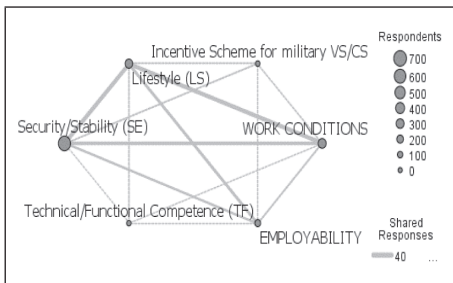 Incentive Scheme for military VS/CS
Lifestyle (LS)
Security/Stability (SE)
WORK CONDITIONS
Technical/Functional Competence (TF)
EMPLOYABILITY
Respondents
700
600
500
400
300
200
100
0
Shared
Responses
40 ...